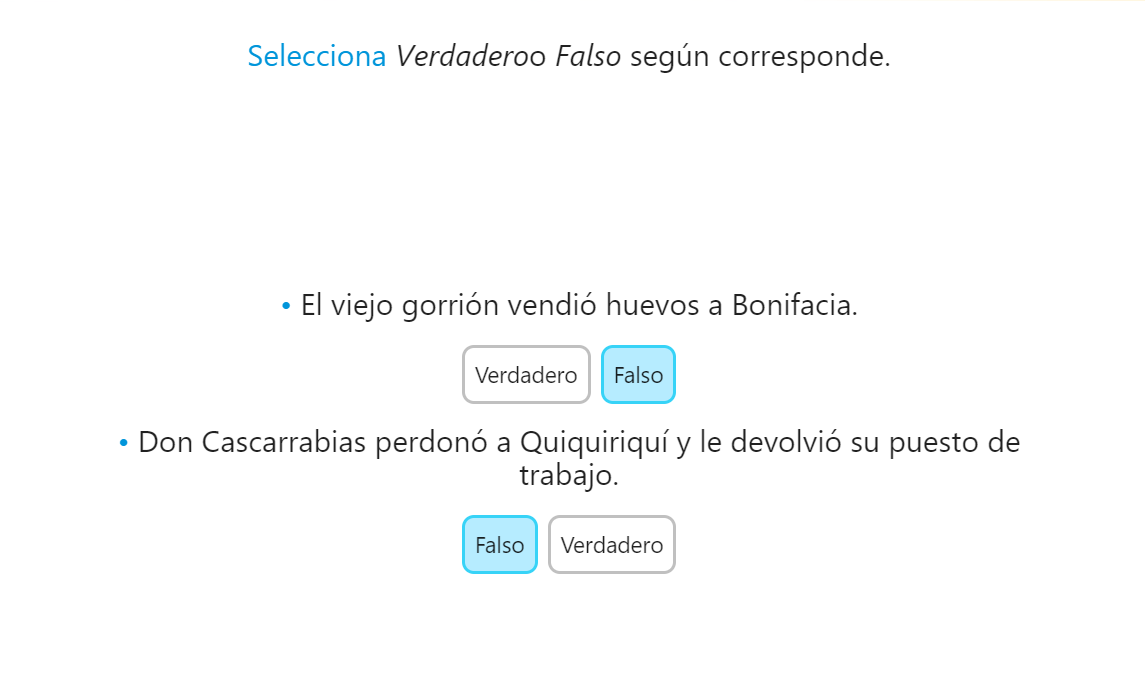 Selecciona Verdaderoo Falso según corresponde.
• El viejo gorrión vendió huevos a Bonifacia.
Verdadero Falso
• Don Cascarrabias perdonó a Quiquiriquí y le devolvió su puesto de
trabajo.
Falso Verdadero